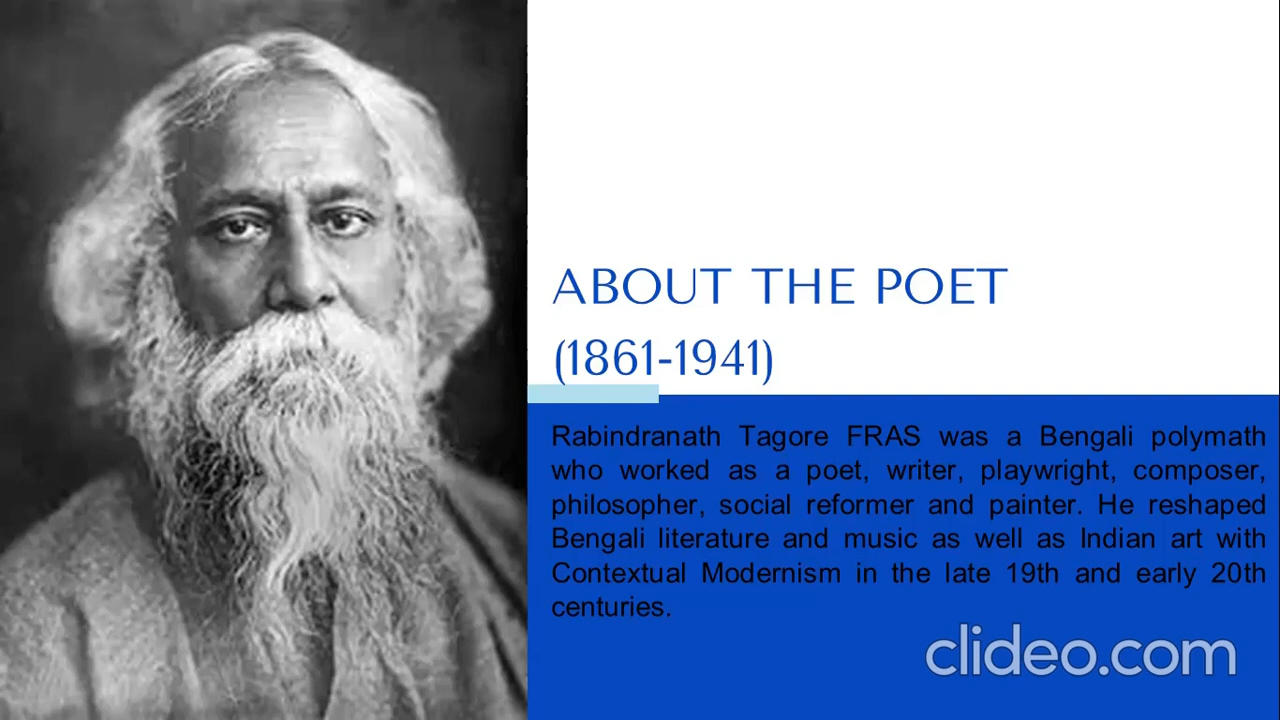 ABOUT THE POET
(1861-1941)
Rabindranath Tagore FRAS was a Bengali polymath
who worked as a poet, writer, playwright, composer,
philosopher, social reformer and painter. He reshaped
Bengali literature and music as well as Indian art with
Contextual Modernism in the late 19th and early 20th
centuries.
clideo.com